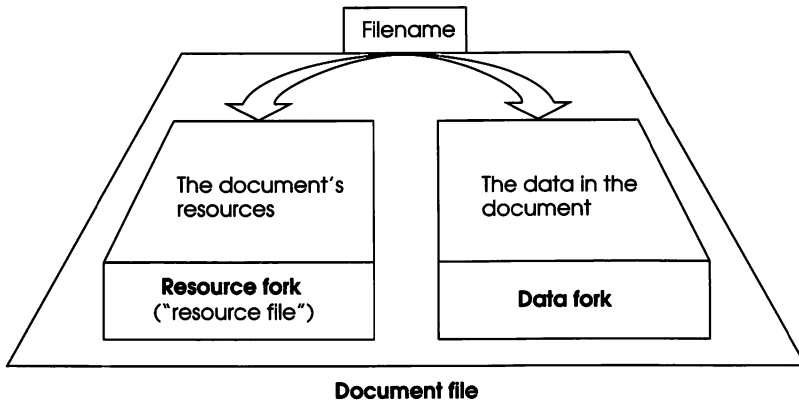 Filename
The document's
resources
The data in the
document
Resource fork
("resource file")
Data fork
Document file